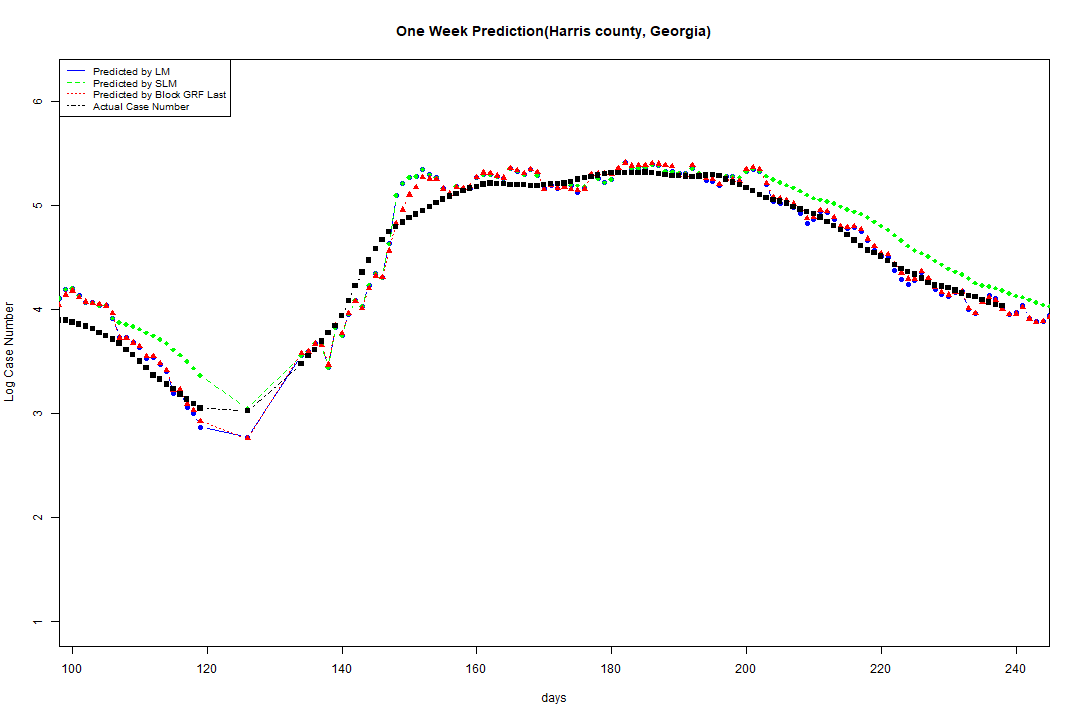 One Week Prediction(Harris county, Georgia)
Predicted by LM
Predicted by SLM
Predicted by Block GRF Last
Actual Case Number
Log Case Number
6
5
4
3
2
1
100 120 140 160 180 200 220 240
days